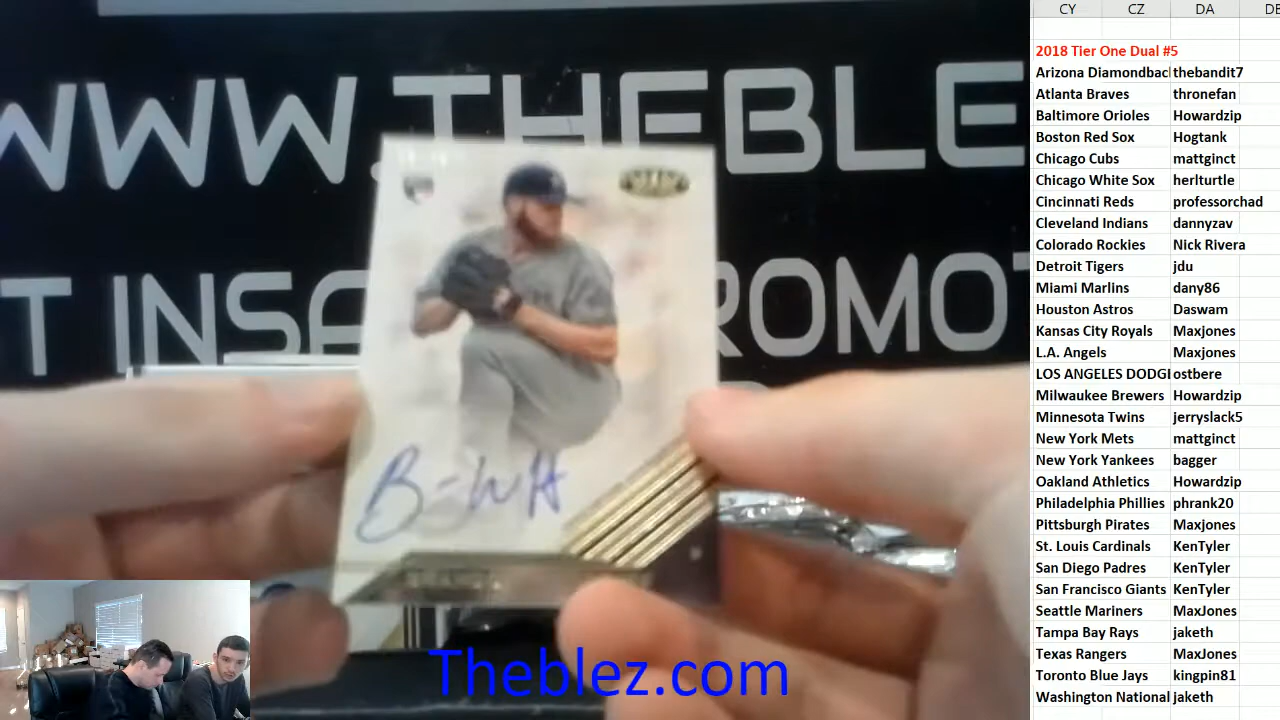 WWW.THEBLE
T INSA ROMOT
B-Wtt
Theblez.com
CY CZ DA DE
2018 Tier One Dual #5
Arizona Diamondbac thebandit7
Atlanta Braves thronefan
Baltimore Orioles Howardzip
Boston Red Sox Hogtank
Chicago Cubs mattginct
Chicago White Sox herlturtle
Cincinnati Reds professorchad
Cleveland Indians dannyzav
Colorado Rockies Nick Rivera
Detroit Tigers jdu
Miami Marlins dany86
Houston Astros Daswam
Kansas City Royals MaxJones
L.A. Angels Maxjones
LOS ANGELES DODGI ostbere
Milwaukee Brewers Howardzip
Minnesota Twins jerryslack5
New York Mets mattginct
New York Yankees bagger
Oakland Athletics Howardzip
Philadelphia Phillies phrank20
Pittsburgh Pirates MaxJones
St. Louis Cardinals KenTyler
San Diego Padres KenTyler
San Francisco Giants KenTyler
Seattle Mariners MaxJones
Tampa Bay Rays jaketh
Texas Rangers MaxJones
Toronto Blue Jays kingpin81
Washington National jaketh